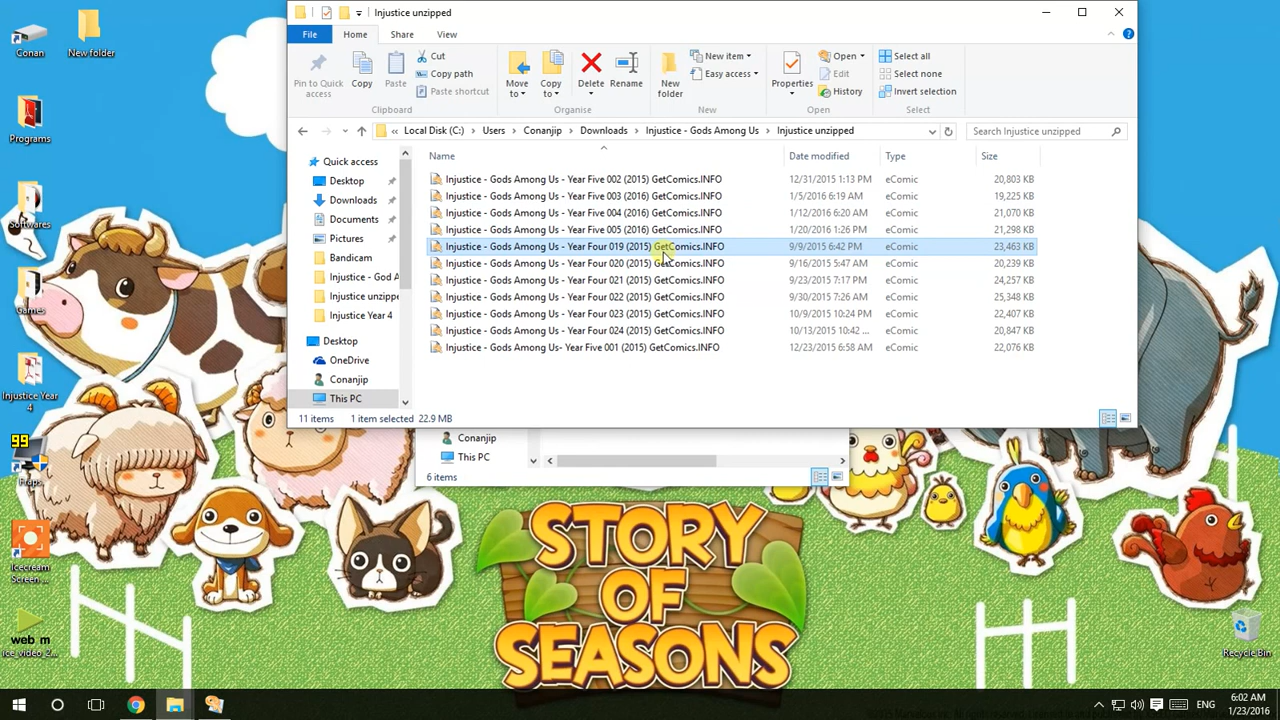 Injustice unzipped
File Home Share View
Pin to Quick access
Copy
Paste
Cut
Copy path
Paste shortcut
Clipboard
Move to
Copy to
Delete
Rename
Organise
New folder
New item
Easy access
New
Properties
Open
Edit
History
Open
Select all
Select none
Invert selection
Select
« Local Disk (C:) > Users > Conanjip > Downloads > Injustice - Gods Among Us > Injustice unzipped
Search Injustice unzipped
Name Date modified Type Size
Injustice - Gods Among Us - Year Five 002 (2015) GetComics.INFO 12/31/2015 1:13 PM eComic 20,803 KB
Injustice - Gods Among Us - Year Five 003 (2016) GetComics.INFO 1/5/2016 6:19 AM eComic 19,225 KB
Injustice - Gods Among Us - Year Five 004 (2016) GetComics.INFO 1/12/2016 6:20 AM eComic 21,070 KB
Injustice - Gods Among Us - Year Five 005 (2016) GetComics.INFO 1/20/2016 1:26 PM eComic 21,298 KB
Injustice - Gods Among Us - Year Four 019 (2015) GetComics.INFO 9/9/2015 6:42 PM eComic 23,463 KB
Injustice - Gods Among Us - Year Four 020 (2015) GetComics.INFO 9/16/2015 5:47 AM eComic 20,239 KB
Injustice - Gods Among Us - Year Four 021 (2015) GetComics.INFO 9/23/2015 7:17 PM eComic 24,257 KB
Injustice - Gods Among Us - Year Four 022 (2015) GetComics.INFO 9/30/2015 7:26 AM eComic 25,348 KB
Injustice - Gods Among Us - Year Four 023 (2015) GetComics.INFO 10/9/2015 10:24 PM eComic 22,407 KB
Injustice - Gods Among Us - Year Four 024 (2015) GetComics.INFO 10/13/2015 10:42 ... eComic 20,847 KB
Injustice - Gods Among Us- Year Five 001 (2015) GetComics.INFO 12/23/2015 6:58 AM eComic 22,076 KB
Quick access
Desktop
Downloads
Documents
Pictures
Bandicam
Injustice - God A
Injustice unzippe
Injustice Year 4
Desktop
OneDrive
Conanjip
This PC
11 items 1 item selected 22.9 MB
Conanjip
This PC
6 items
Conan
New folder
Programs
Softwares
Games
Injustice Year 4
99
Fraps
Icecream Screen ...
web m
ice_video_2...
STORY
OF
SEASONS
Recycle Bin
ENG
6:02 AM
1/23/2016